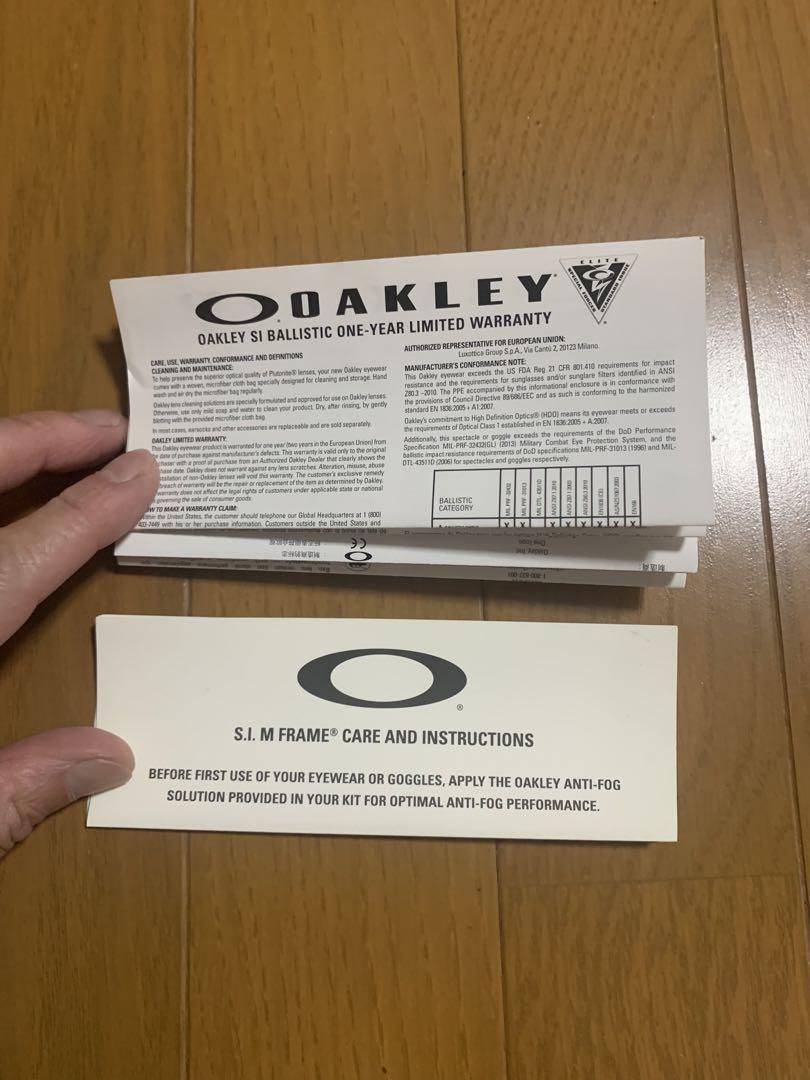 OAKLEY
ELITE
SPECIAL FORCES
STANDARD ISSUE
OAKLEY SI BALLISTIC ONE-YEAR LIMITED WARRANTY
CARE, USE, WARRANTY, CONFORMANCE AND DEFINITIONS
CLEANING AND MAINTENANCE:
To help preserve the superior optical quality of Plutonite® lenses, your new Oakley eyewear
comes with a woven, microfiber cloth bag specially designed for cleaning and storage. Hand
wash and air dry the microfiber bag regularly.
Oakley lens cleaning solutions are specially formulated and approved for use on Oakley lenses.
Otherwise, use only mild soap and water to clean your product. Dry, after rinsing, by gently
blotting with the provided microfiber cloth bag.
In most cases, earsocks and other accessories are replaceable and are sold separately.
OAKLEY LIMITED WARRANTY:
This Oakley eyewear product is warranted for one year (two years in the European Union) from
the date of purchase against manufacturer's defects. This warranty is valid only to the original
with a proof of purchase from an Authorized Oakley Dealer that clearly shows the
date. Oakley does not warrant against any lens scratches. Alteration, misuse, abuse
of non-Oakley lenses will void this warranty. The customer's exclusive remedy
breach of warranty will be the repair or replacement of the item as determined by Oakley.
warranty does not affect the legal rights of customers under applicable state or national
governing the sale of consumer goods.
TO MAKE A WARRANTY CLAIM:
the United States, the customer should telephone our Global Headquarters at 1 (800)
403-7449 with his or her purchase information. Customers outside the United States and
AUTHORIZED REPRESENTATIVE FOR EUROPEAN UNION:
Luxottica Group S.p.A., Via Cantù 2, 20123 Milano.
MANUFACTURER'S CONFORMANCE NOTE:
This Oakley eyewear exceeds the US FDA Reg 21 CFR 801.410 requirements for impact
resistance and the requirements for sunglasses and/or sunglare filters identified in ANSI
Z80.3 -2010. The PPE accompanied by this informational enclosure is in conformance with
the provisions of Council Directive 89/686/EEC and as such is conforming to the harmonized
standard EN 1836:2005 + A1:2007.
Oakley's commitment to High Definition Optics® (HDO) means its eyewear meets or exceeds
the requirements of Optical Class 1 established in EN 1836:2005 + A:2007.
Additionally, this spectacle or goggle exceeds the requirements of the DoD Performance
Specification MIL-PRF-32432(GL) (2013) Military Combat Eye Protection System, and the
ballistic impact resistance requirements of DoD specifications MIL-PRF-31013 (1996) and MIL-
DTL-43511D (2006) for spectacles and goggles respectively.
BALLISTIC
CATEGORY
MIL PRF-32432
MIL PRF-31013
MIL DTL-43511D
X X X X X X X X X
CE
S.I. M FRAME® CARE AND INSTRUCTIONS
BEFORE FIRST USE OF YOUR EYEWEAR OR GOGGLES, APPLY THE OAKLEY ANTI-FOG
SOLUTION PROVIDED IN YOUR KIT FOR OPTIMAL ANTI-FOG PERFORMANCE.